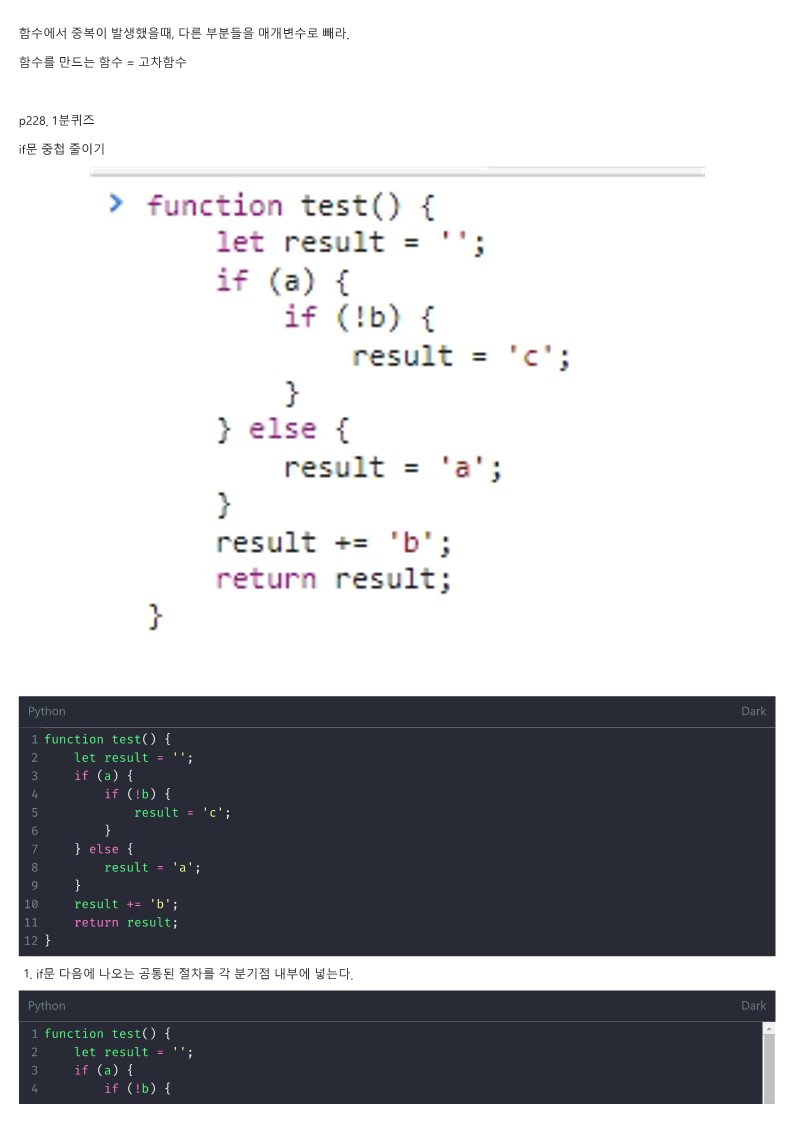 함수에서 중복이 발생했을때, 다른 부분들을 매개변수로 빼라.
함수를 만드는 함수 = 고차함수
p228. 1분퀴즈
if문 중첩 줄이기
> function test() {
let result = '';
if (a) {
if (!b) {
result = 'c';
}
} else {
result = 'a';
}
result += 'b';
return result;
}
Python Dark
1 function test() {
2 let result = '';
3 if (a) {
4 if (!b) {
5 result = 'c';
6 }
7 } else {
8 result = 'a';
9 }
10 result += 'b';
11 return result;
12 }
1. if문 다음에 나오는 공통된 절차를 각 분기점 내부에 넣는다.
Python Dark
1 function test() {
2 let result = '';
3 if (a) {
4 if (!b) {